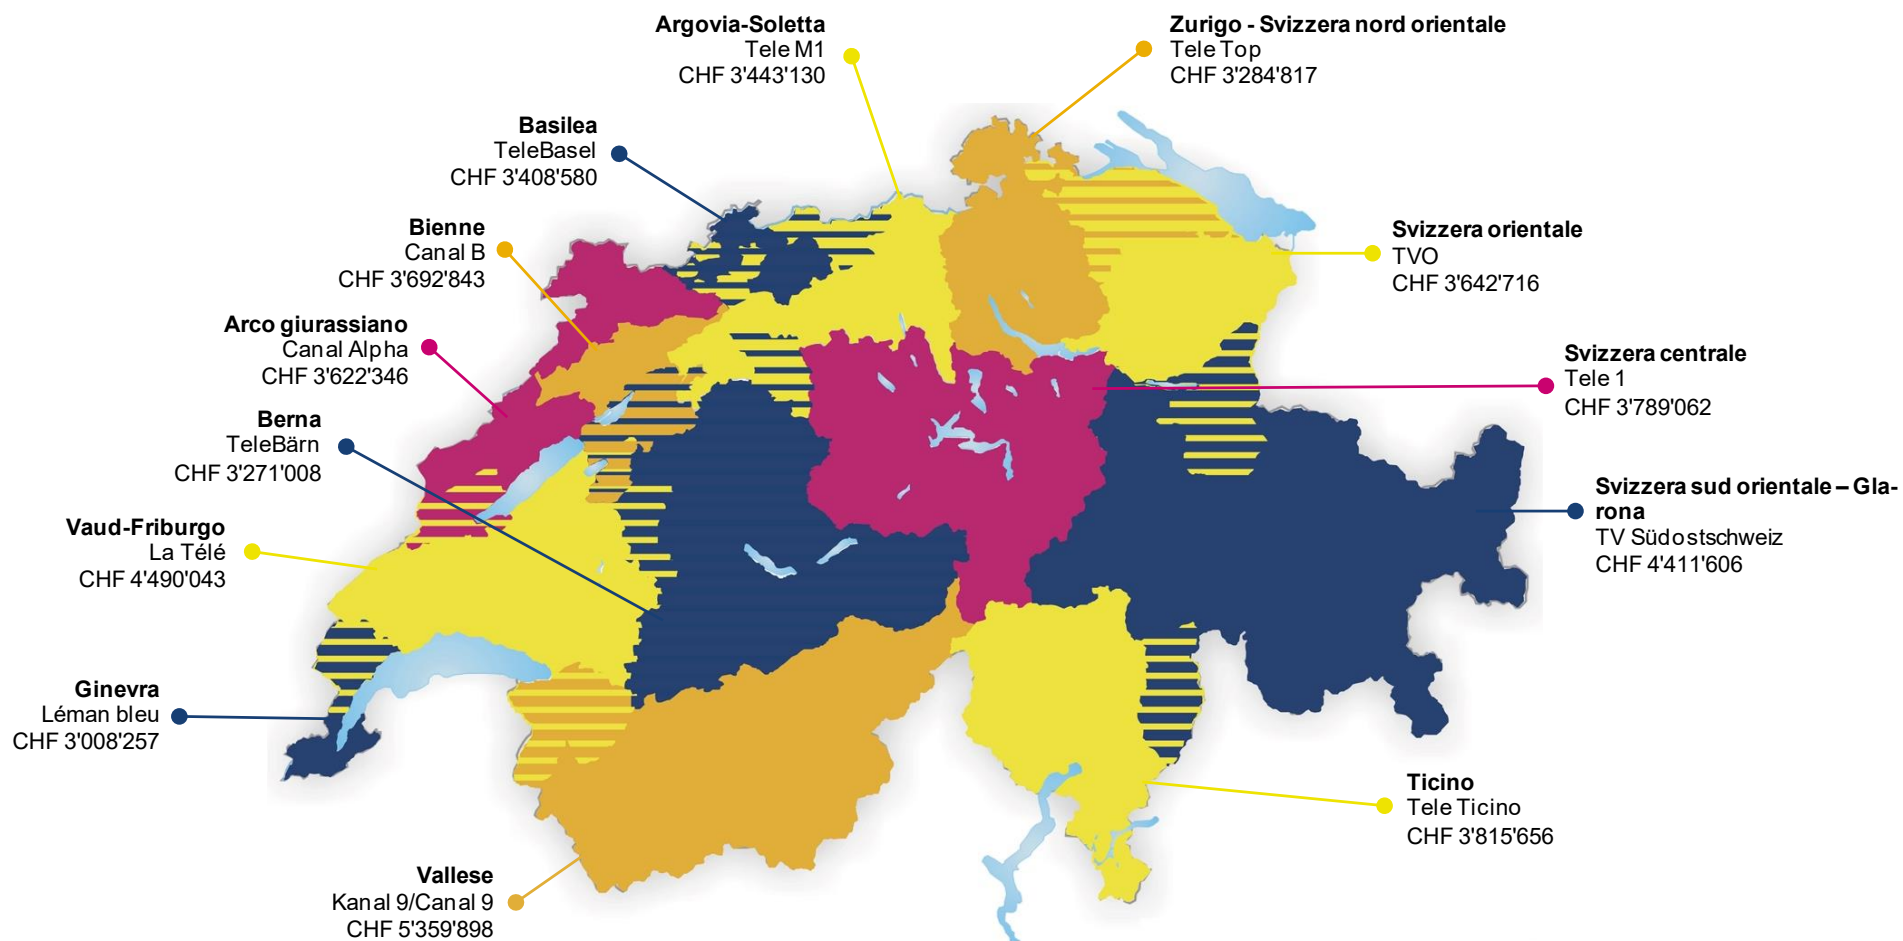 Argovia-Soletta
Tele M1
CHF 3'443'130
Zurigo - Svizzera nord orientale
Tele Top
CHF 3'284'817
Basilea
TeleBasel
CHF 3'408'580
Bienne
Canal B
CHF 3'692'843
Svizzera orientale
TVO
CHF 3'642'716
Arco giurassiano
Canal Alpha
CHF 3'622'346
Svizzera centrale
Tele 1
CHF 3'789'062
Berna
TeleBärn
CHF 3'271'008
Svizzera sud orientale – Gla-
rona
TV Südostschweiz
CHF 4'411'606
Vaud-Friburgo
La Télé
CHF 4'490'043
Ginevra
Léman bleu
CHF 3'008'257
Ticino
Tele Ticino
CHF 3'815'656
Vallese
Kanal 9/Canal 9
CHF 5'359'898